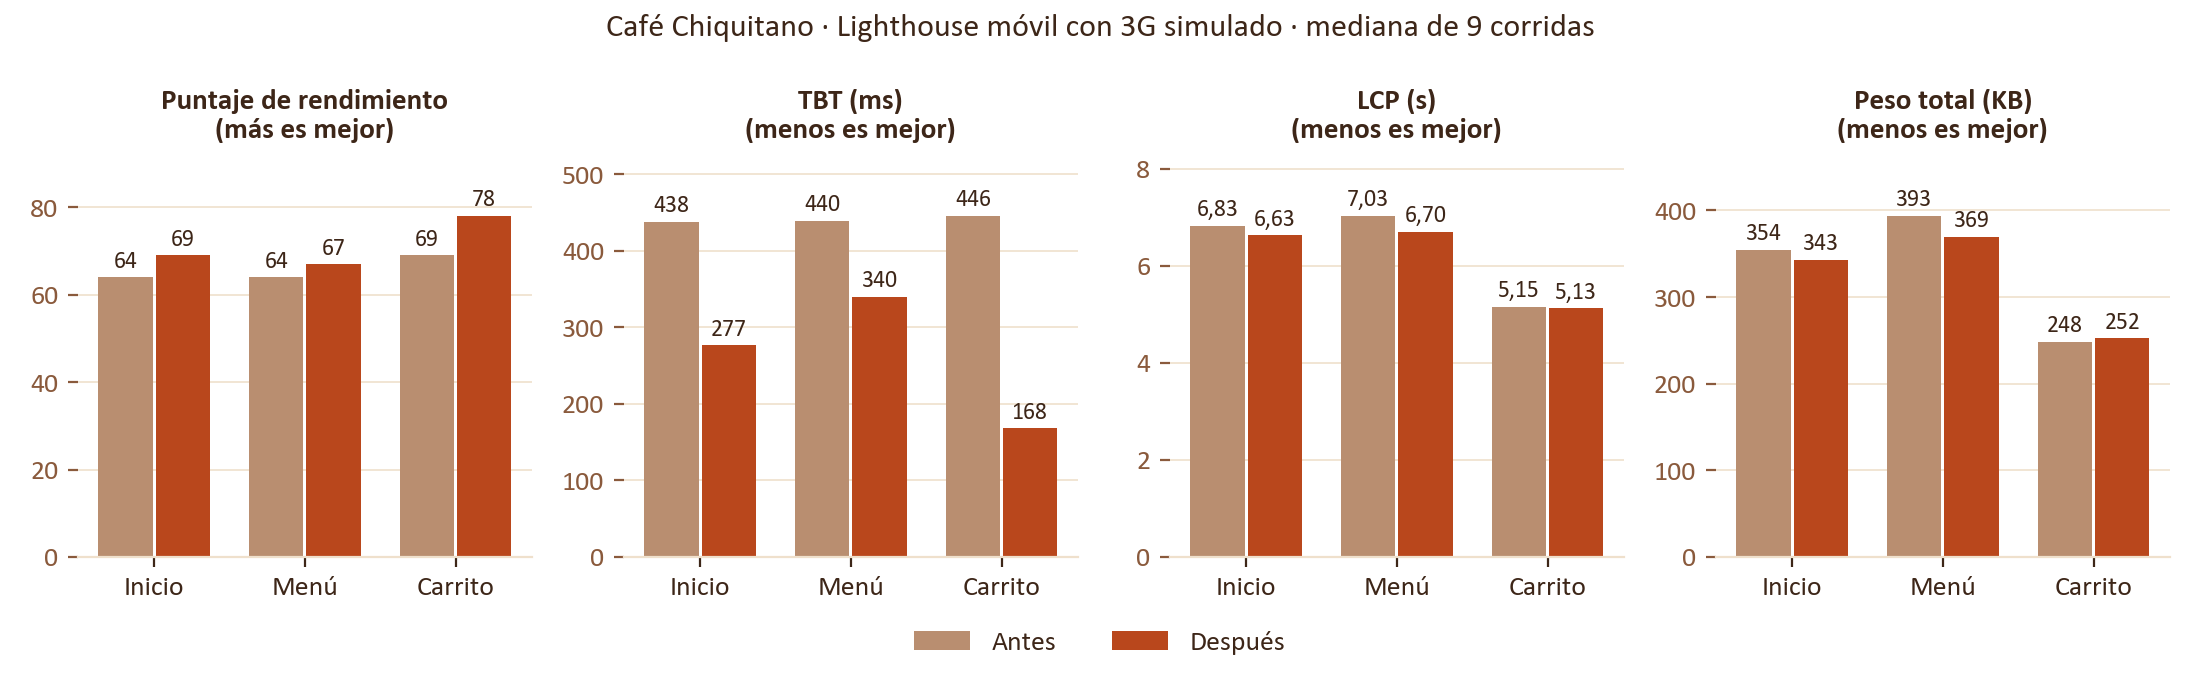 Café Chiquitano · Lighthouse móvil con 3G simulado · mediana de 9 corridas
Puntaje de rendimiento
(más es mejor)
80
60
40
20
0
64
69
64
67
69
78
Inicio
Menú
Carrito
TBT (ms)
(menos es mejor)
500
400
300
200
100
0
438
277
440
340
446
168
Inicio
Menú
Carrito
LCP (s)
(menos es mejor)
8
6
4
2
0
6,83
6,63
7,03
6,70
5,15
5,13
Inicio
Menú
Carrito
Peso total (KB)
(menos es mejor)
400
300
200
100
0
354
343
393
369
248
252
Inicio
Menú
Carrito
Antes
Después